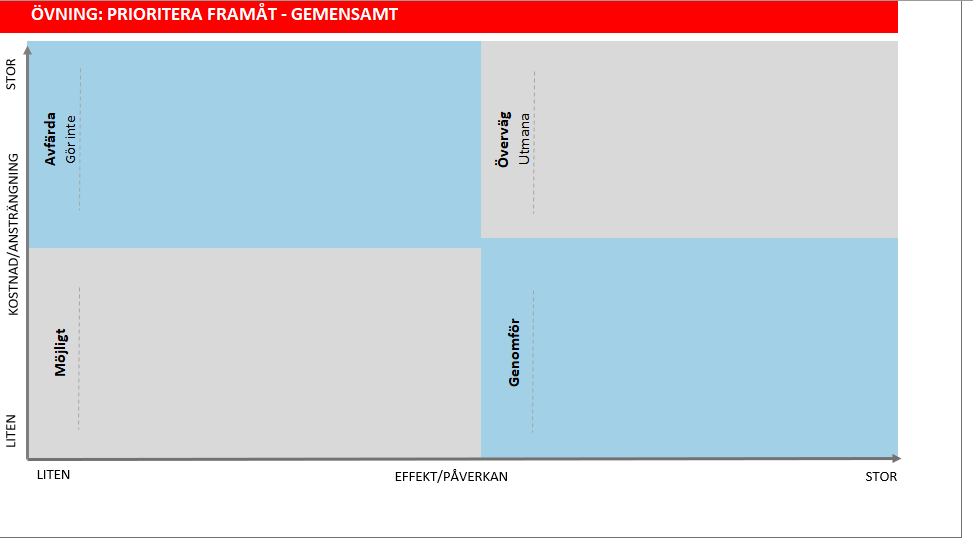 ÖVNING: PRIORITERA FRAMÅT - GEMENSAMT
STOR
KOSTNAD/ANSTRÄNGNING
LITEN
Avfärda
Gör inte
Överväg
Utmana
Möjligt
Genomför
LITEN
EFFEKT/PÅVERKAN
STOR